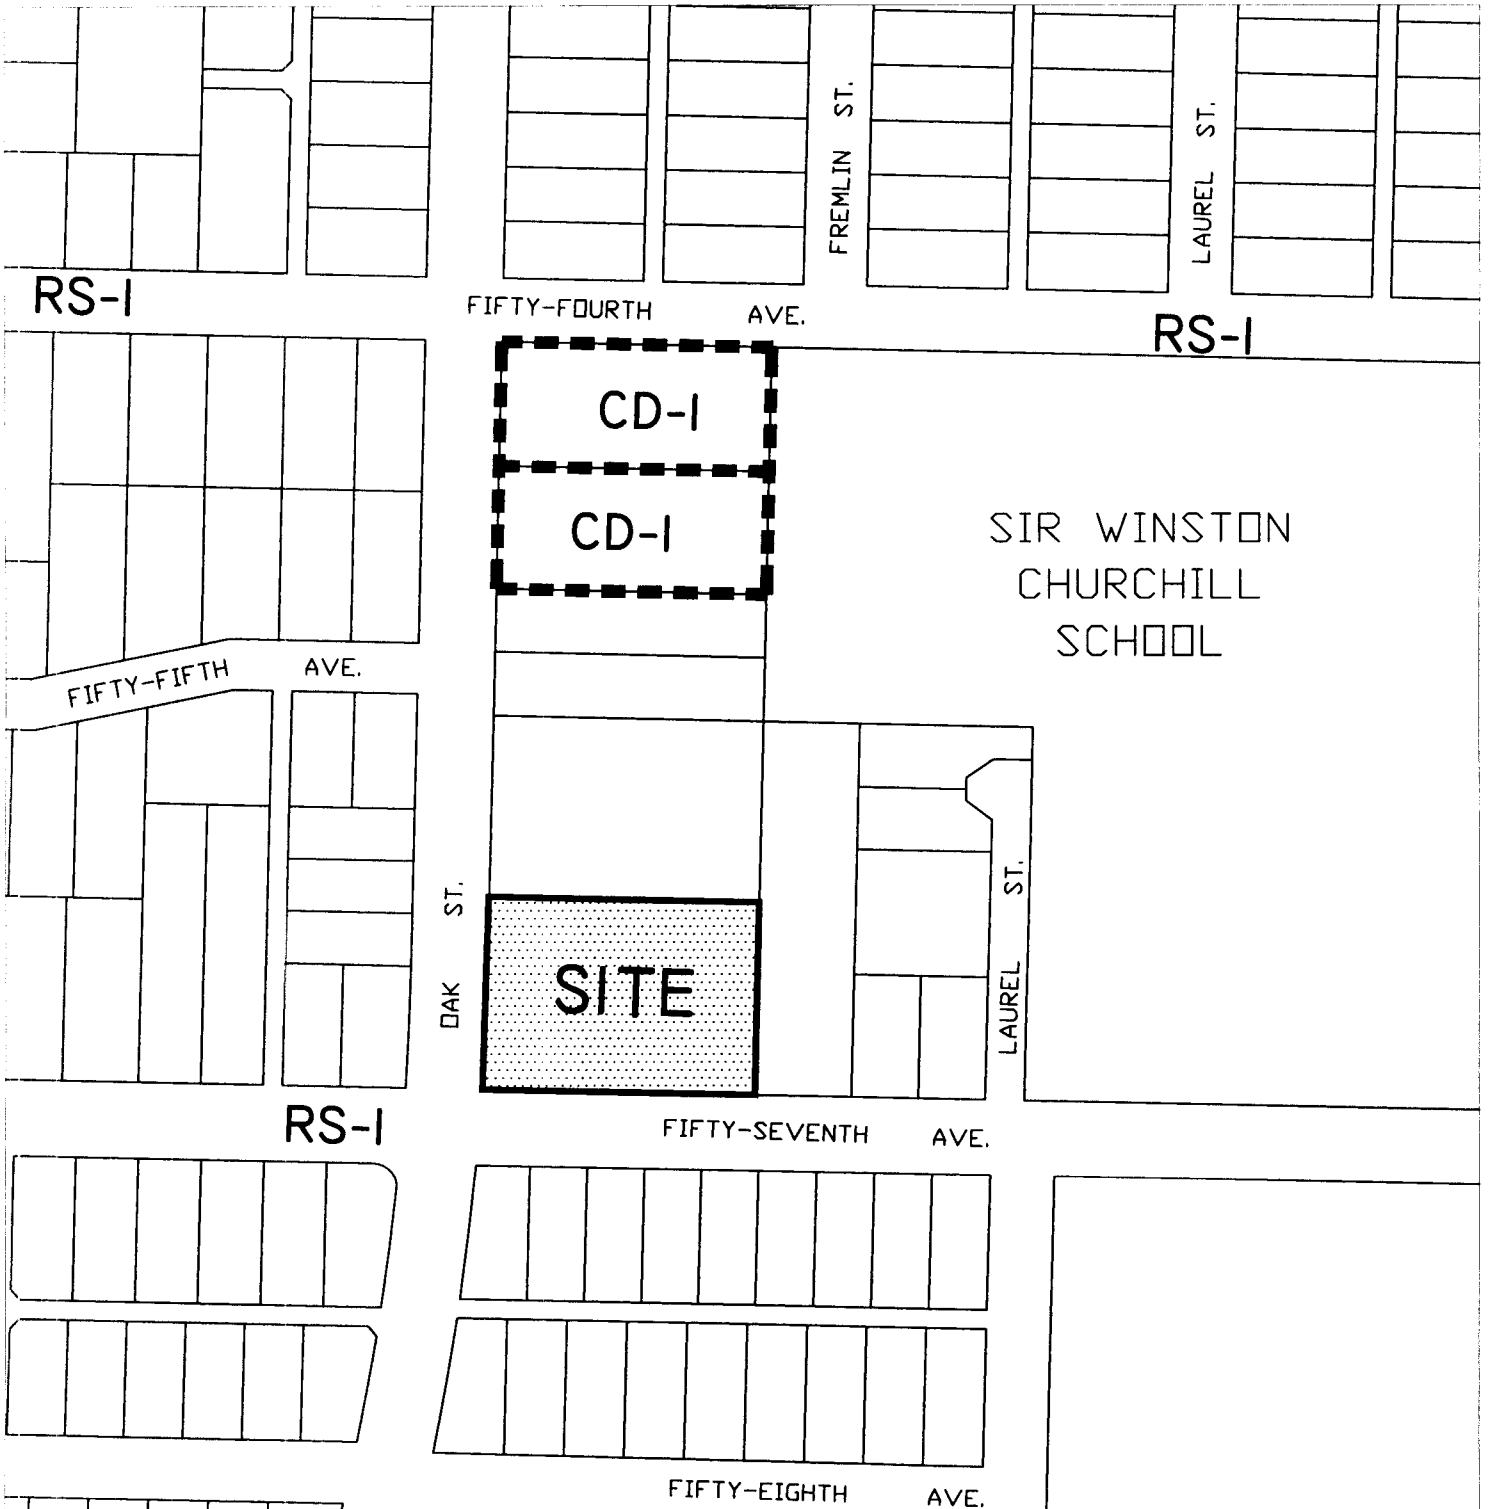 FREMLIN ST.
LAUREL ST.
RS-1
FIFTY-FOURTH AVE.
RS-1
CD-1
CD-1
SIR WINSTON
CHURCHILL
SCHOOL
FIFTY-FIFTH AVE.
OAK ST.
SITE
LAUREL ST.
RS-1
FIFTY-SEVENTH AVE.
FIFTY-EIGHTH AVE.